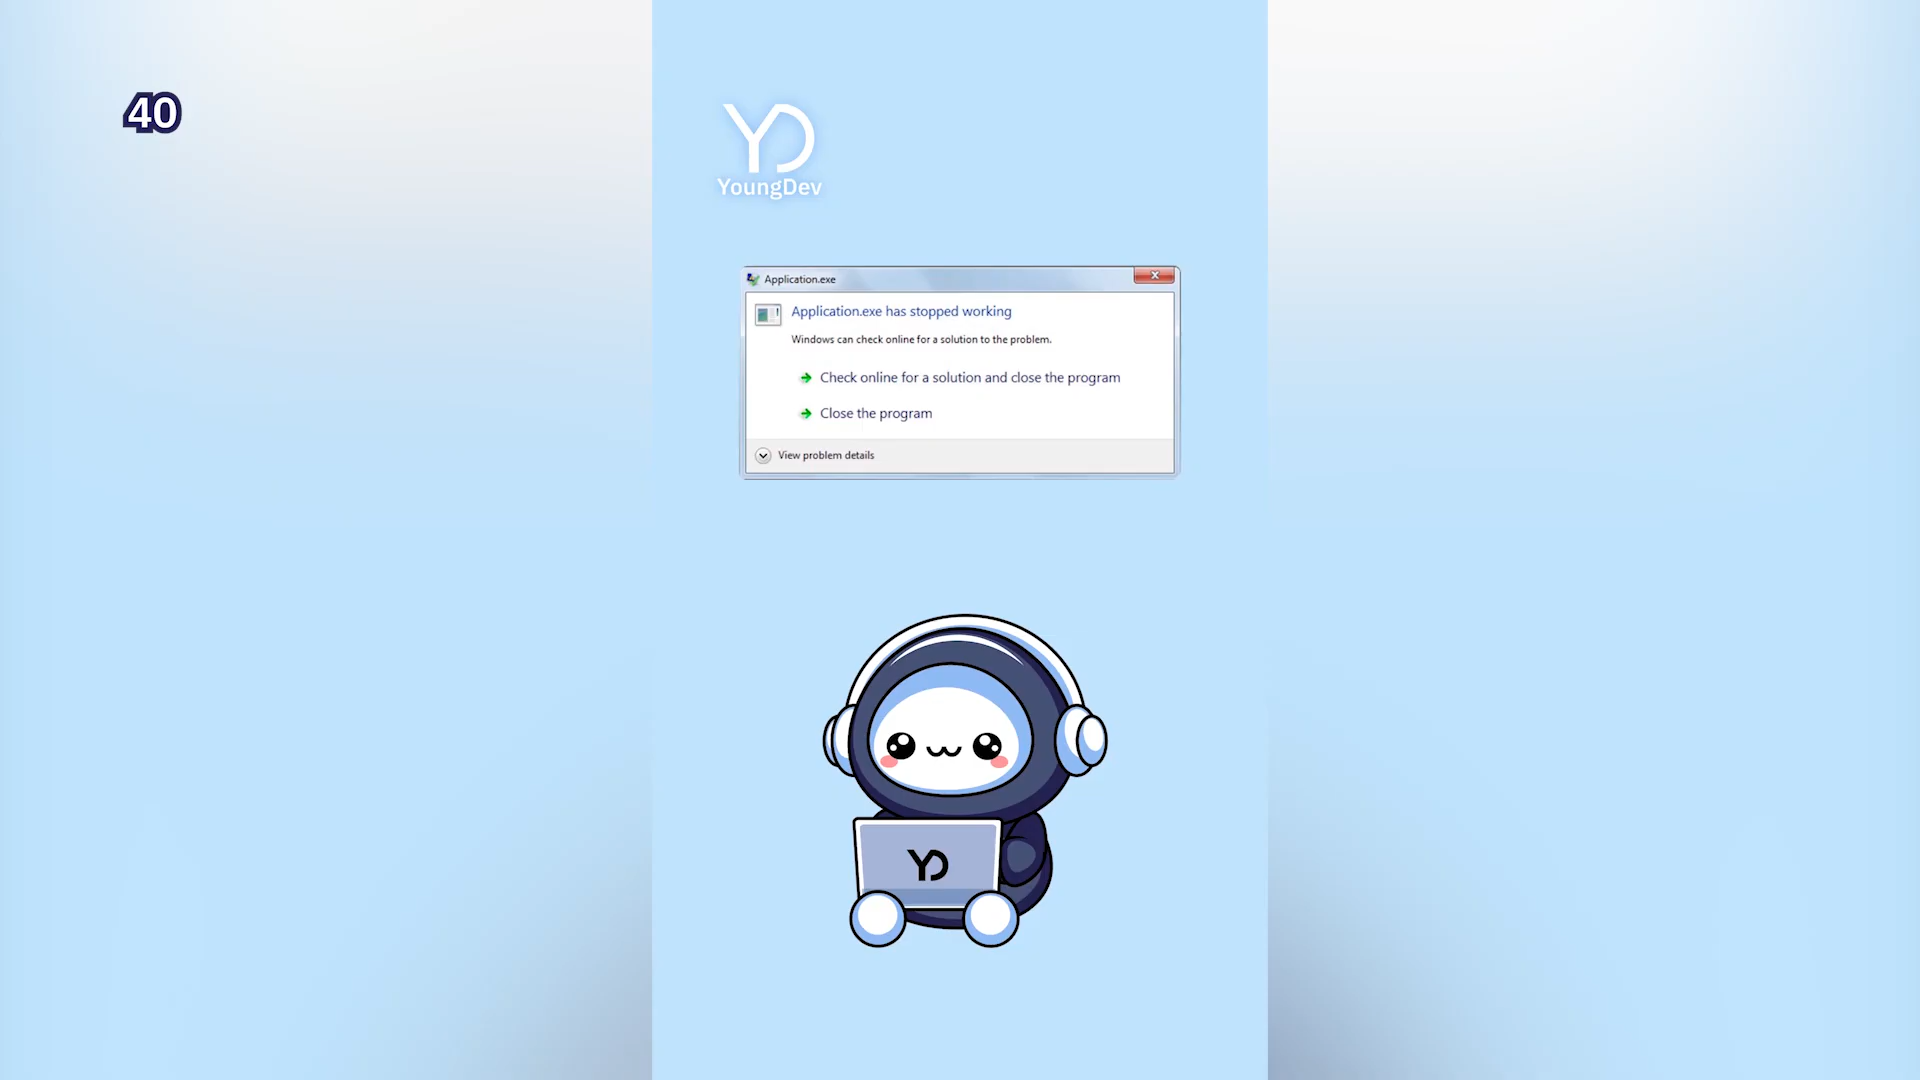 40
YD
YoungDev
Application.exe
Application.exe has stopped working
Windows can check online for a solution to the problem.
Check online for a solution and close the program
Close the program
View problem details
YD